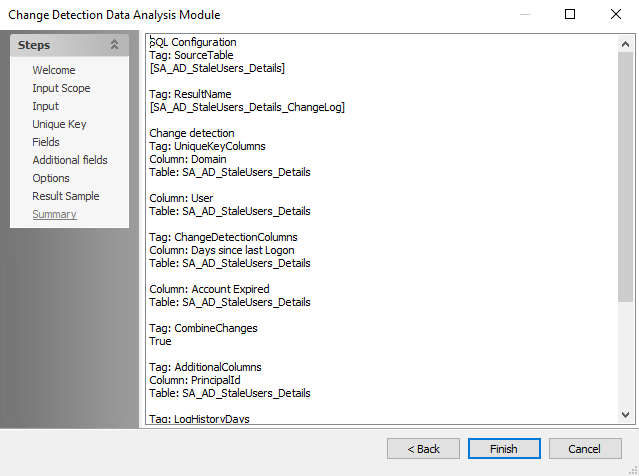 Change Detection Data Analysis Module
Steps
Welcome
Input Scope
Input
Unique Key
Fields
Additional fields
Options
Result Sample
Summary
SQL Configuration
Tag: SourceTable
[SA_AD_StaleUsers_Details]
Tag: ResultName
[SA_AD_StaleUsers_Details_ChangeLog]
Change detection
Tag: UniqueKeyColumns
Column: Domain
Table: SA_AD_StaleUsers_Details
Column: User
Table: SA_AD_StaleUsers_Details
Tag: ChangeDetectionColumns
Column: Days since last Logon
Table: SA_AD_StaleUsers_Details
Column: Account Expired
Table: SA_AD_StaleUsers_Details
Tag: CombineChanges
True
Tag: AdditionalColumns
Column: PrincipalId
Table: SA_AD_StaleUsers_Details
Tag: LogHistoryDays
< Back
Finish
Cancel